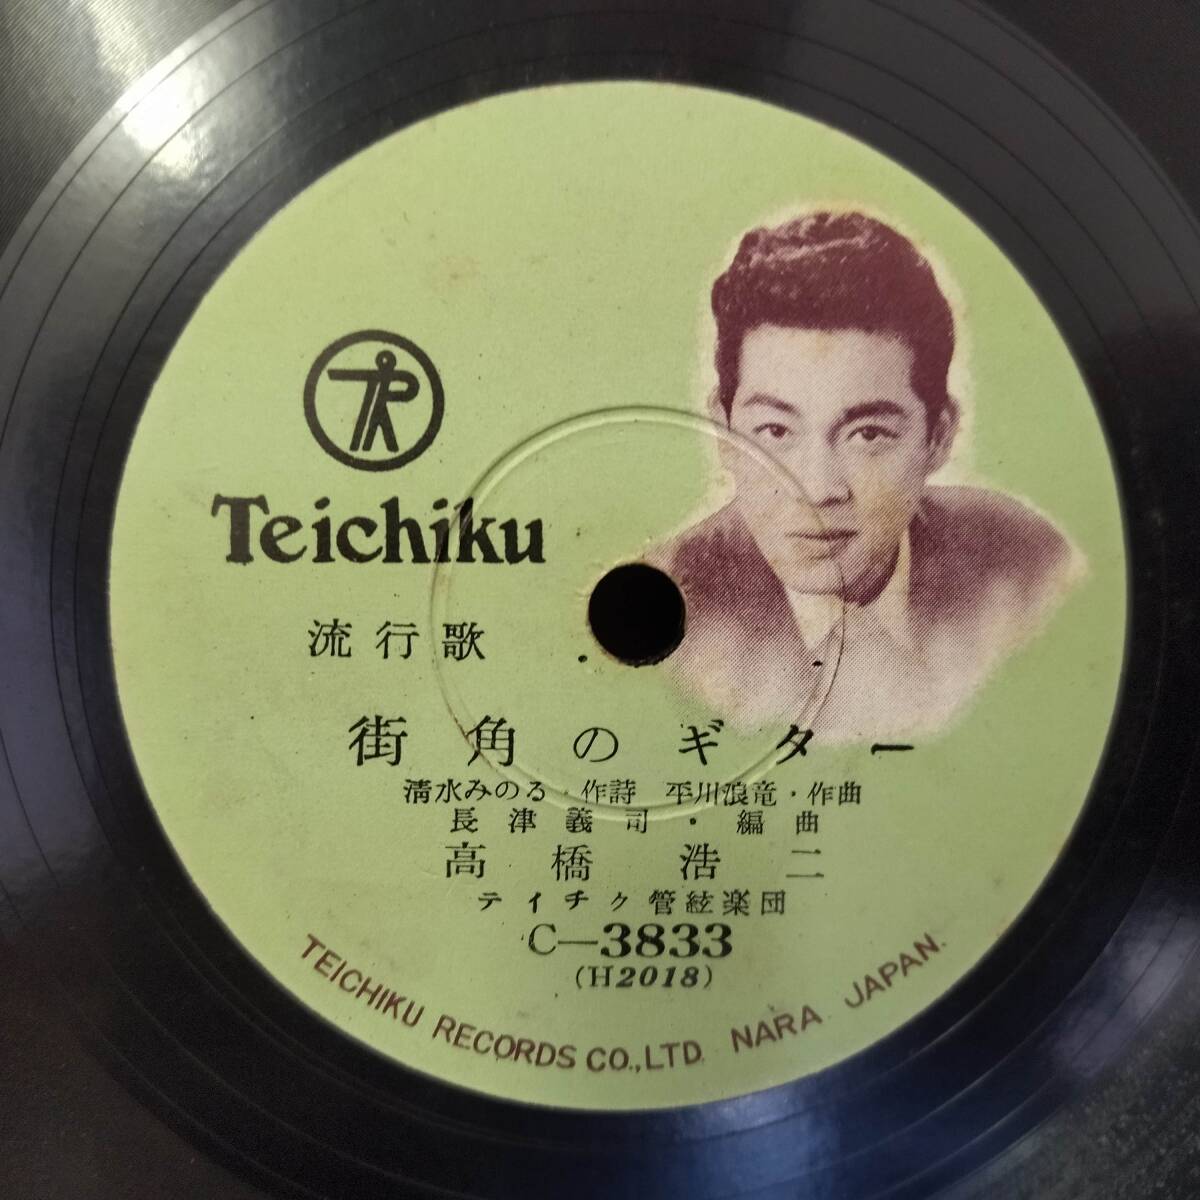 Teichiku
流行歌
街角のギター
清水みのる・作詩 平川浪竜・作曲
長津義司・編曲
高橋浩二
テイチク管絃楽団
C-3833
(H2018)
TEICHIKU RECORDS CO., LTD. NARA JAPAN.